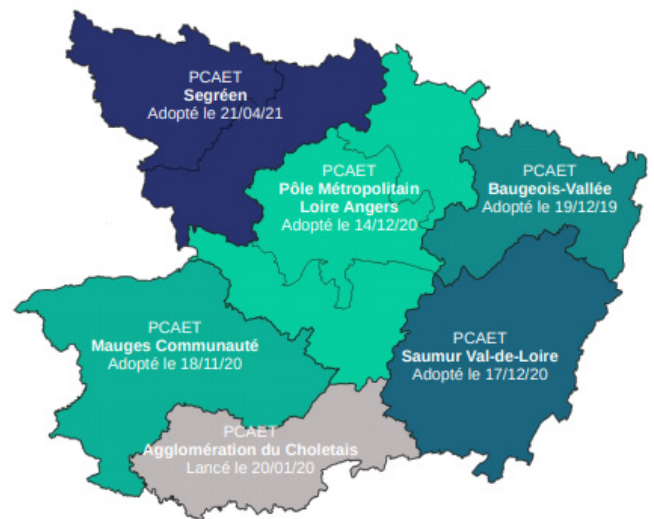 PCAET
Segréen
Adopté le 21/04/21
PCAET
Pôle Métropolitain
Loire Angers
Adopté le 14/12/20
PCAET
Baugeois-Vallée
Adopté le 19/12/19
PCAET
Mauges Communauté
Adopté le 18/11/20
PCAET
Saumur Val-de-Loire
Adopté le 17/12/20
PCAET
Agglomération du Choletais
Lancé le 20/01/20